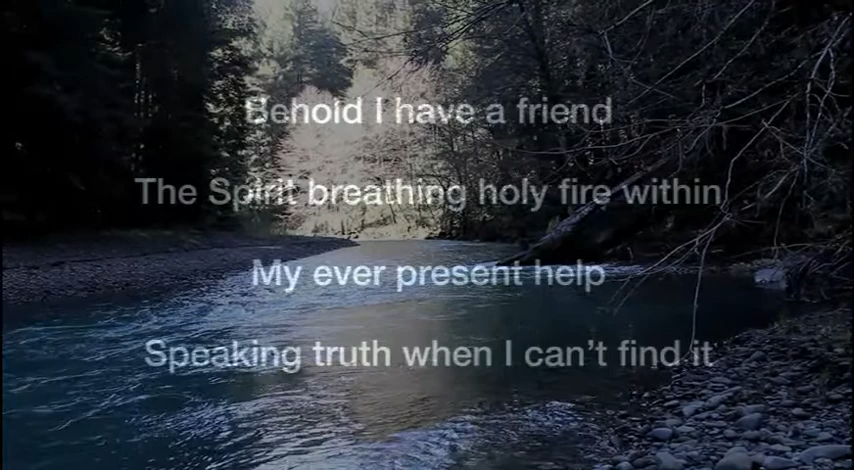 Behold I have a friend
The Spirit breathing holy fire within
My ever present help
Speaking truth when I can't find it